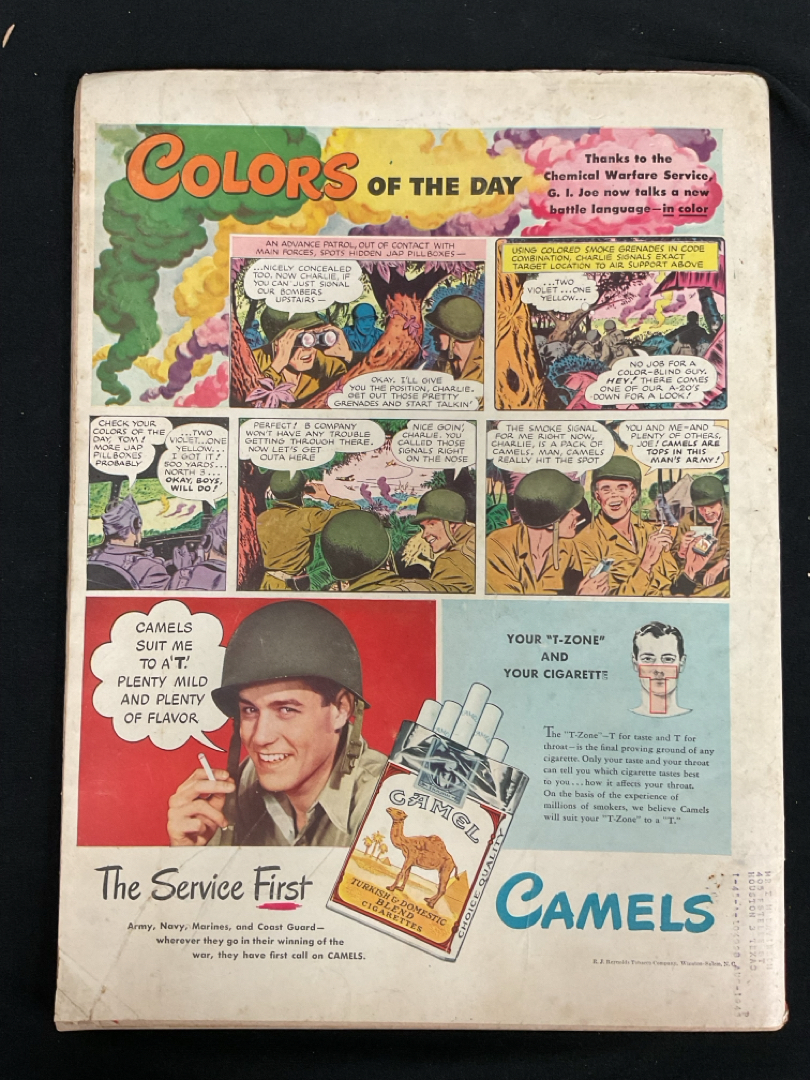 COLORS OF THE DAY
Thanks to the
Chemical Warfare Service,
G. I. Joe now talks a new
battle language—in color
AN ADVANCE PATROL, OUT OF CONTACT WITH
MAIN FORCES, SPOTS HIDDEN JAP PILLBOXES—
...NICELY CONCEALED
TOO. NOW CHARLIE, IF
YOU CAN JUST SIGNAL
OUR BOMBERS
UPSTAIRS—
OKAY. I'LL GIVE
YOU THE POSITION, CHARLIE.
GET OUT THOSE PRETTY
GRENADES AND START TALKIN'
USING COLORED SMOKE GRENADES IN CODE
COMBINATION, CHARLIE SIGNALS EXACT
TARGET LOCATION TO AIR SUPPORT ABOVE
...TWO
VIOLET...ONE
YELLOW...
NO JOB FOR A
COLOR-BLIND GUY.
HEY! THERE COMES
ONE OF OUR A-20'S
DOWN FOR A LOOK!
CHECK YOUR
COLORS OF THE
DAY, TOM!
MORE JAP
PILLBOXES
PROBABLY
...TWO
VIOLET...ONE
YELLOW...
I GOT IT!
500 YARDS...
NORTH 3...
OKAY, BOYS,
WILL DO!
PERFECT! B COMPANY
WON'T HAVE ANY TROUBLE
GETTING THROUGH THERE.
NOW LET'S GET
OUTA HERE
NICE GOIN',
CHARLIE. YOU
CALLED THOSE
SIGNALS RIGHT
ON THE NOSE
THE SMOKE SIGNAL
FOR ME RIGHT NOW,
CHARLIE, IS A PACK OF
CAMELS. MAN, CAMELS
REALLY HIT THE SPOT
YOU AND ME—AND
PLENTY OF OTHERS,
JOE! CAMELS ARE
TOPS IN THIS
MAN'S ARMY!
CAMELS
SUIT ME
TO A 'T'.
PLENTY MILD
AND PLENTY
OF FLAVOR
YOUR "T-ZONE"
AND
YOUR CIGARETTE
The "T-Zone"—T for taste and T for
throat—is the final proving ground of any
cigarette. Only your taste and your throat
can tell you which cigarette tastes best
to you...how it affects your throat.
On the basis of the experience of
millions of smokers, we believe Camels
will suit your "T-Zone" to a "T."
CAMEL
TURKISH & DOMESTIC
BLEND
CIGARETTES
CHOICE QUALITY
The Service First
Army, Navy, Marines, and Coast Guard—
wherever they go in their winning of the
war, they have first call on CAMELS.
CAMELS
R. J. Reynolds Tobacco Company, Winston-Salem, N. C.
HOUSTON 3 TEXAS